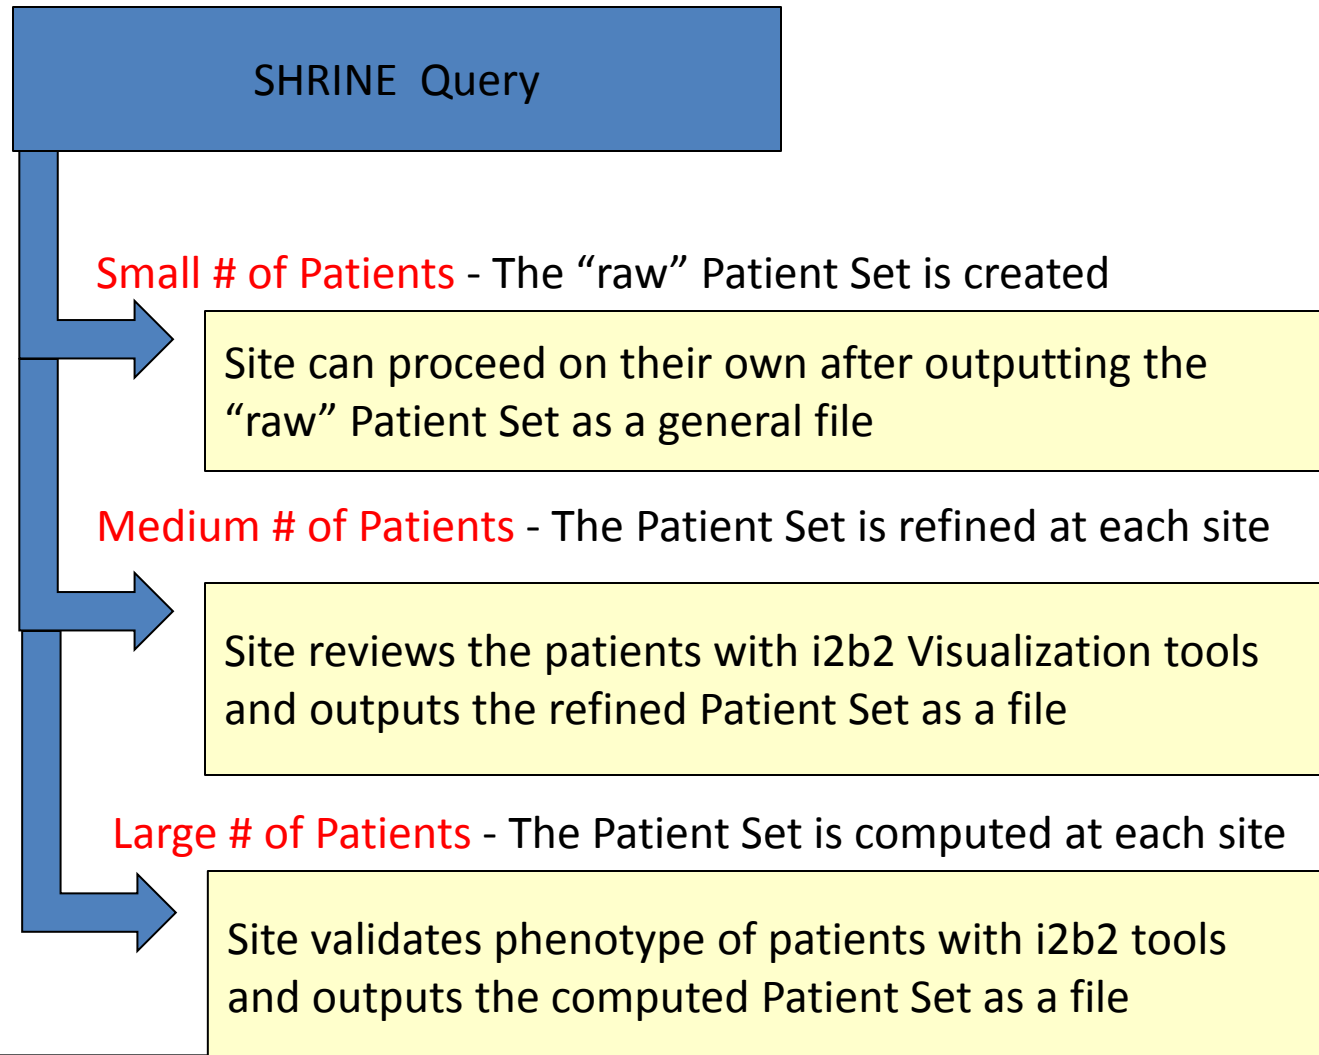 SHRINE Query
Small # of Patients - The “raw” Patient Set is created
Site can proceed on their own after outputting the
“raw” Patient Set as a general file
Medium # of Patients - The Patient Set is refined at each site
Site reviews the patients with i2b2 Visualization tools
and outputs the refined Patient Set as a file
Large # of Patients - The Patient Set is computed at each site
Site validates phenotype of patients with i2b2 tools
and outputs the computed Patient Set as a file